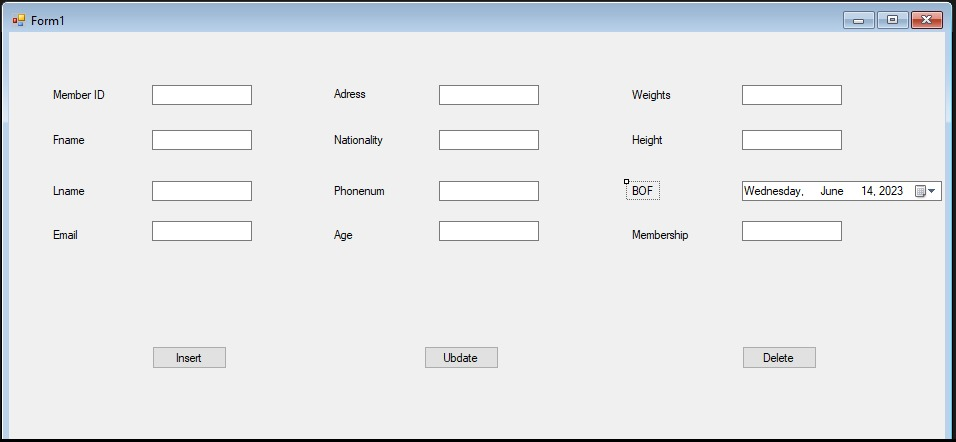 Form1
Member ID Adress Weights
Fname Nationality Height
Lname Phonenum BOF Wednesday, June 14, 2023
Email Age Membership
Insert Ubdate Delete